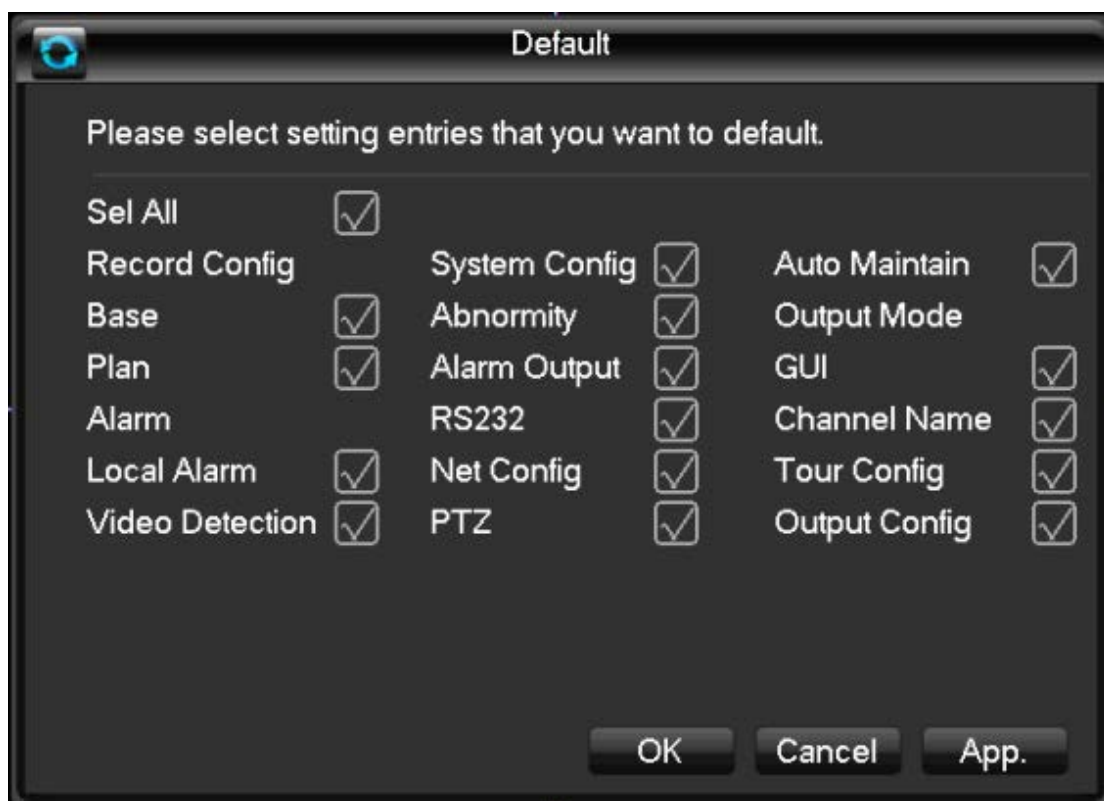 Default
Please select setting entries that you want to default.
Sel All
Record Config System Config Auto Maintain
Base Abnormity Output Mode
Plan Alarm Output GUI
Alarm RS232 Channel Name
Local Alarm Net Config Tour Config
Video Detection PTZ Output Config
OK Cancel App.